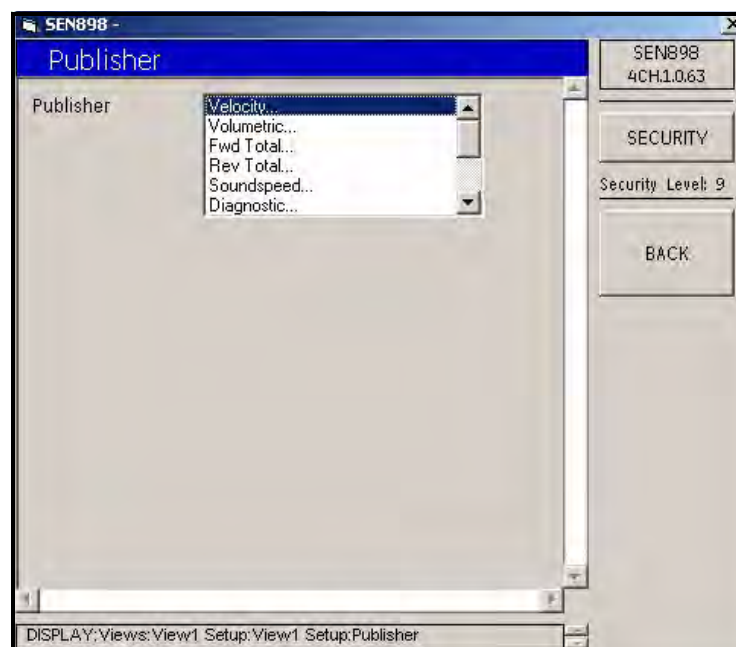 SEN898 -
Publisher
Publisher
Velocity...
Volumetric...
Fwd Total...
Rev Total...
Soundspeed...
Diagnostic...
SEN898
4CH.1.0.63
SECURITY
Security Level: 9
BACK
DISPLAY:Views:View1 Setup:View1 Setup:Publisher